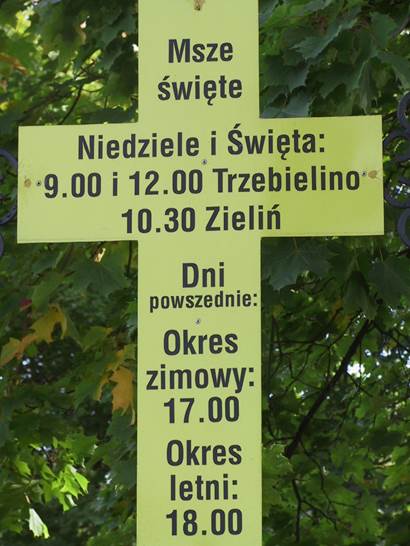 Msze
święte
Niedziele i Święta:
9.00 i 12.00 Trzebielino
10.30 Zieliń
Dni
powszednie:
Okres
zimowy:
17.00
Okres
letni:
18.00